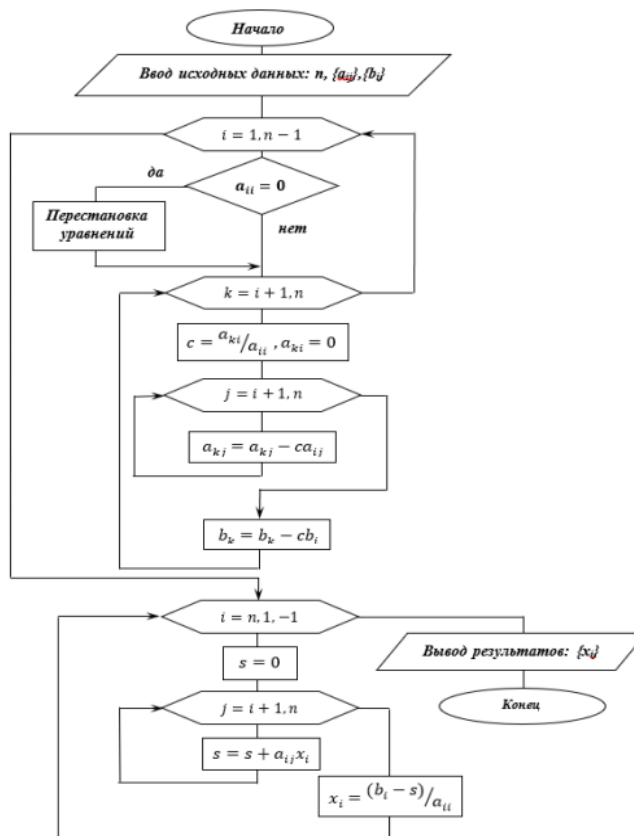 Начало
Ввод исходных данных: n, {aᵢⱼ},{bᵢ}
i = 1, n − 1
да
aᵢᵢ = 0
Перестановка
уравнений
нет
k = i + 1, n
c = aₖᵢ/aᵢᵢ , aₖᵢ = 0
j = i + 1, n
aₖⱼ = aₖⱼ − caᵢⱼ
bₖ = bₖ − cbᵢ
i = n, 1, −1
Вывод результатов: {xᵢ}
s = 0
Конец
j = i + 1, n
s = s + aᵢⱼxᵢ
xᵢ = (bᵢ − s)/aᵢᵢ